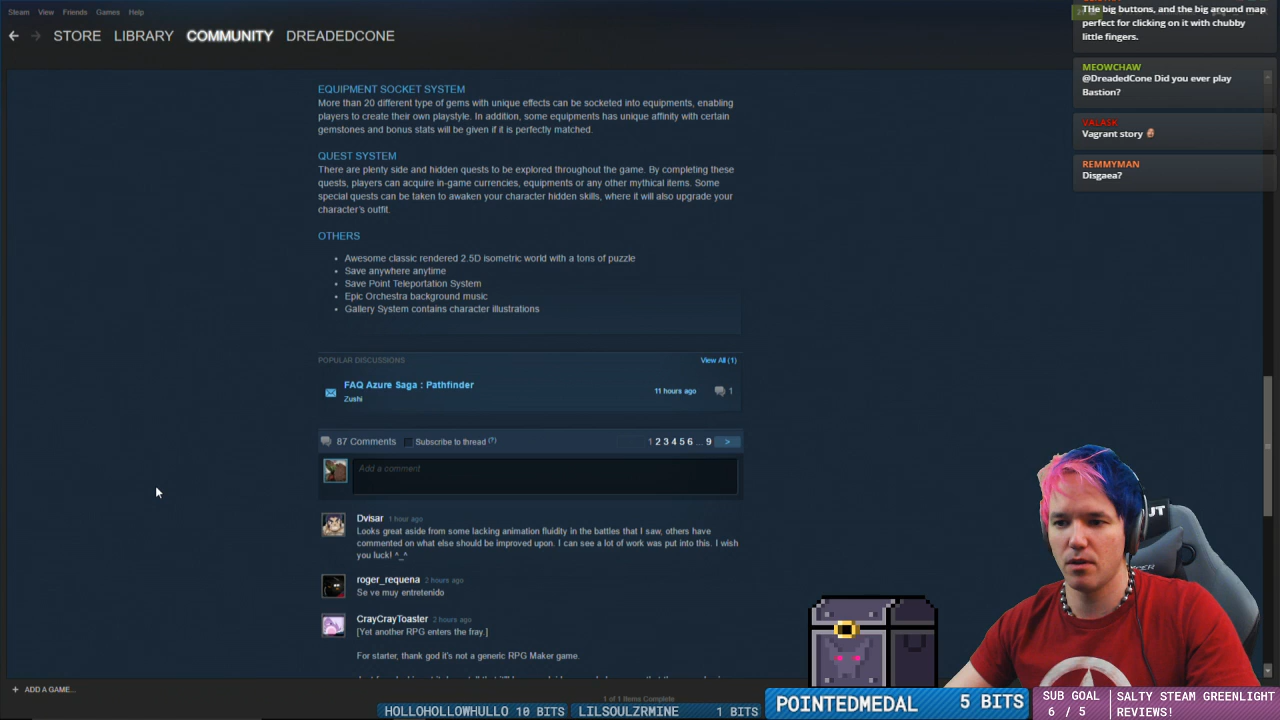 Steam View Friends Games Help
STORE LIBRARY COMMUNITY DREADEDCONE
EQUIPMENT SOCKET SYSTEM
More than 20 different type of gems with unique effects can be socketed into equipments, enabling
players to create their own playstyle. In addition, some equipments has unique affinity with certain
gemstones and bonus stats will be given if it is perfectly matched.
QUEST SYSTEM
There are plenty side and hidden quests to be explored throughout the game. By completing these
quests, players can acquire in-game currencies, equipments or any other mythical items. Some
special quests can be taken to awaken your character hidden skills, where it will also upgrade your
character's outfit.
OTHERS
Awesome classic rendered 2.5D isometric world with a tons of puzzle
Save anywhere anytime
Save Point Teleportation System
Epic Orchestra background music
Gallery System contains character illustrations
POPULAR DISCUSSIONS View All (1)
FAQ Azure Saga : Pathfinder 11 hours ago 1
Zushi
87 Comments Subscribe to thread (?) 1 2 3 4 5 6 ... 9 >
Add a comment
Dvisar 1 hour ago
Looks great aside from some lacking animation fluidity in the battles that I saw, others have
commented on what else should be improved upon. I can see a lot of work was put into this. I wish
you luck! ^_^
roger_requena 2 hours ago
Se ve muy entretenido
CrayCrayToaster 2 hours ago
[Yet another RPG enters the fray.]
For starter, thank god it's not a generic RPG Maker game.
+ ADD A GAME...
1 of 1 Items Complete
The big buttons, and the big around map
perfect for clicking on it with chubby
little fingers.
MEOWCHAW
@DreadedCone Did you ever play
Bastion?
VALASK
Vagrant story
REMMYMAN
Disgaea?
HOLLOHOLLOWHULLO 10 BITS LILSOULZRMINE 1 BITS
POINTEDMEDAL 5 BITS
SUB GOAL
6 / 5
SALTY STEAM GREENLIGHT
REVIEWS!